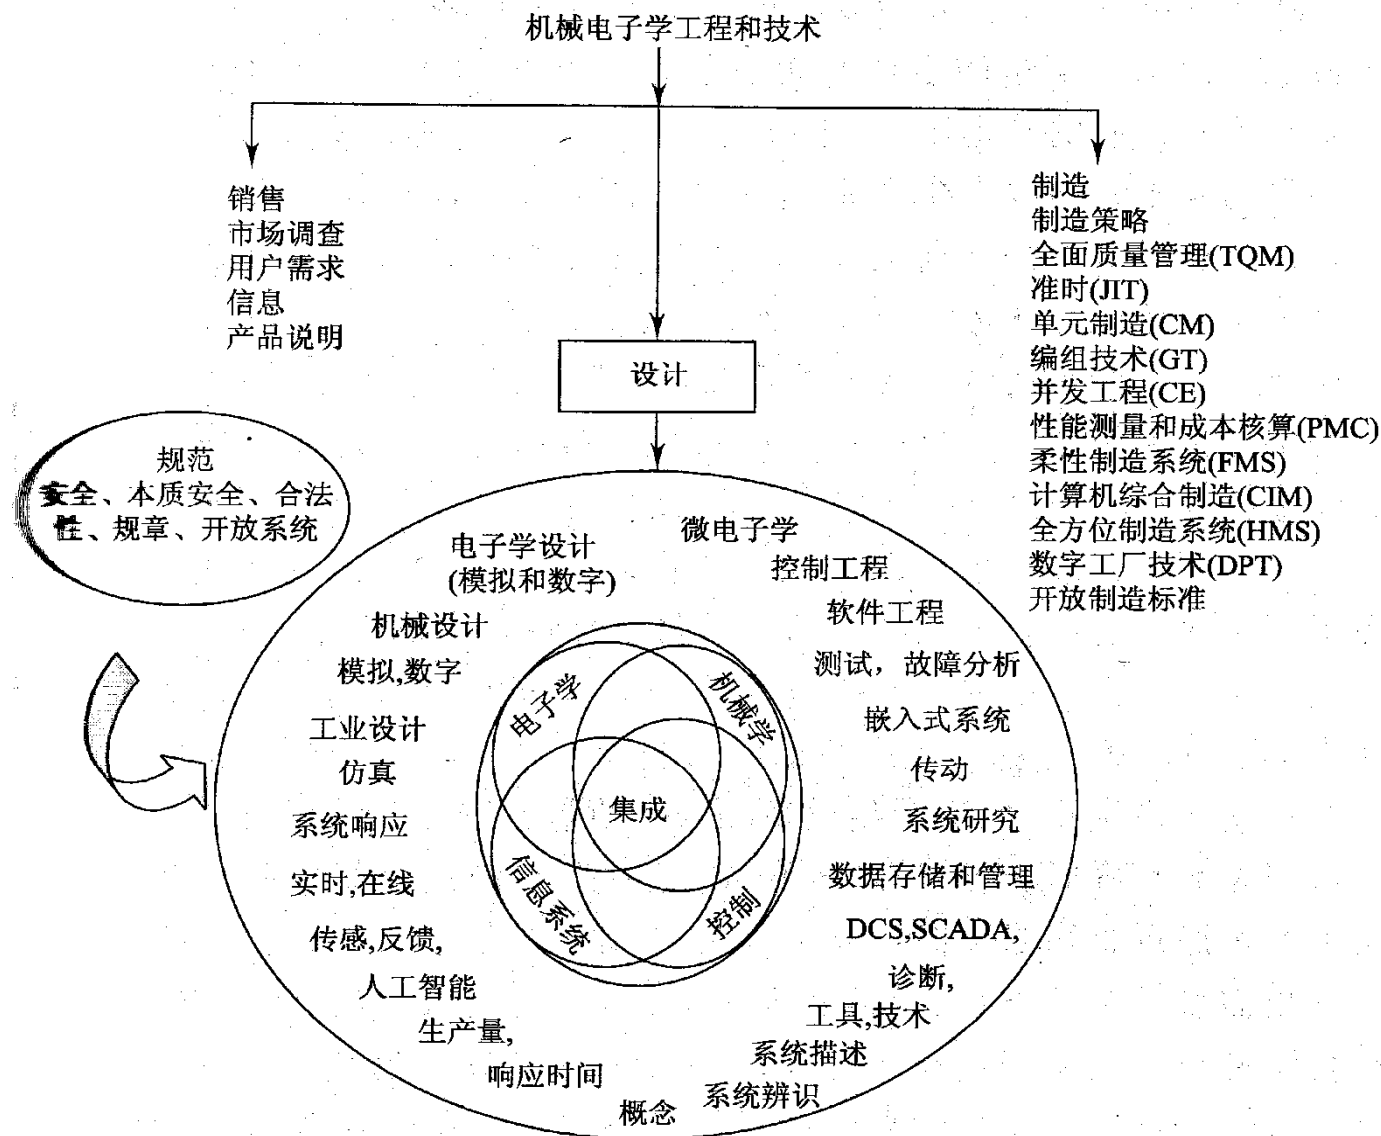 机械电子学工程和技术
销售
市场调查
用户需求
信息
产品说明
设计
制造
制造策略
全面质量管理(TQM)
准时(JIT)
单元制造(CM)
编组技术(GT)
并发工程(CE)
性能测量和成本核算(PMC)
柔性制造系统(FMS)
计算机综合制造(CIM)
全方位制造系统(HMS)
数字工厂技术(DPT)
开放制造标准
规范
安全、本质安全、合法
性、规章、开放系统
微电子学
控制工程
软件工程
测试，故障分析
嵌入式系统
传动
系统研究
数据存储和管理
DCS,SCADA,
诊断,
工具,技术
系统描述
系统辨识
概念
电子学设计
(模拟和数字)
机械设计
模拟,数字
工业设计
仿真
系统响应
实时,在线
传感,反馈,
人工智能
生产量,
响应时间
电子学
机械学
集成
信息系统
控制